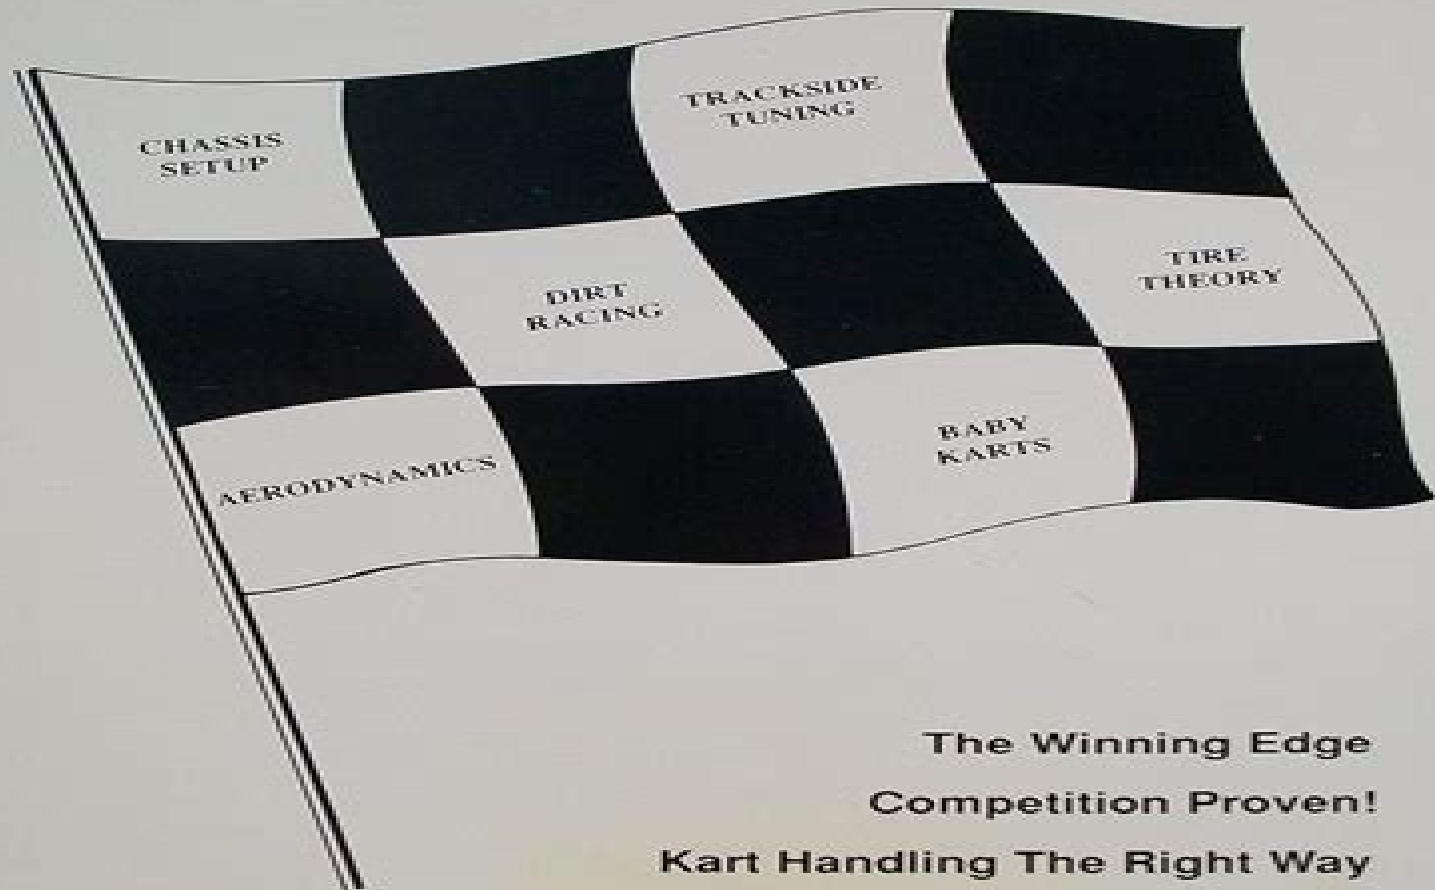 CHASSIS
SETUP
TRACKSIDE
TUNING
DIRT
RACING
TIRE
THEORY
AERODYNAMICS
BABY
KARTS
The Winning Edge
Competition Proven!
Kart Handling The Right Way